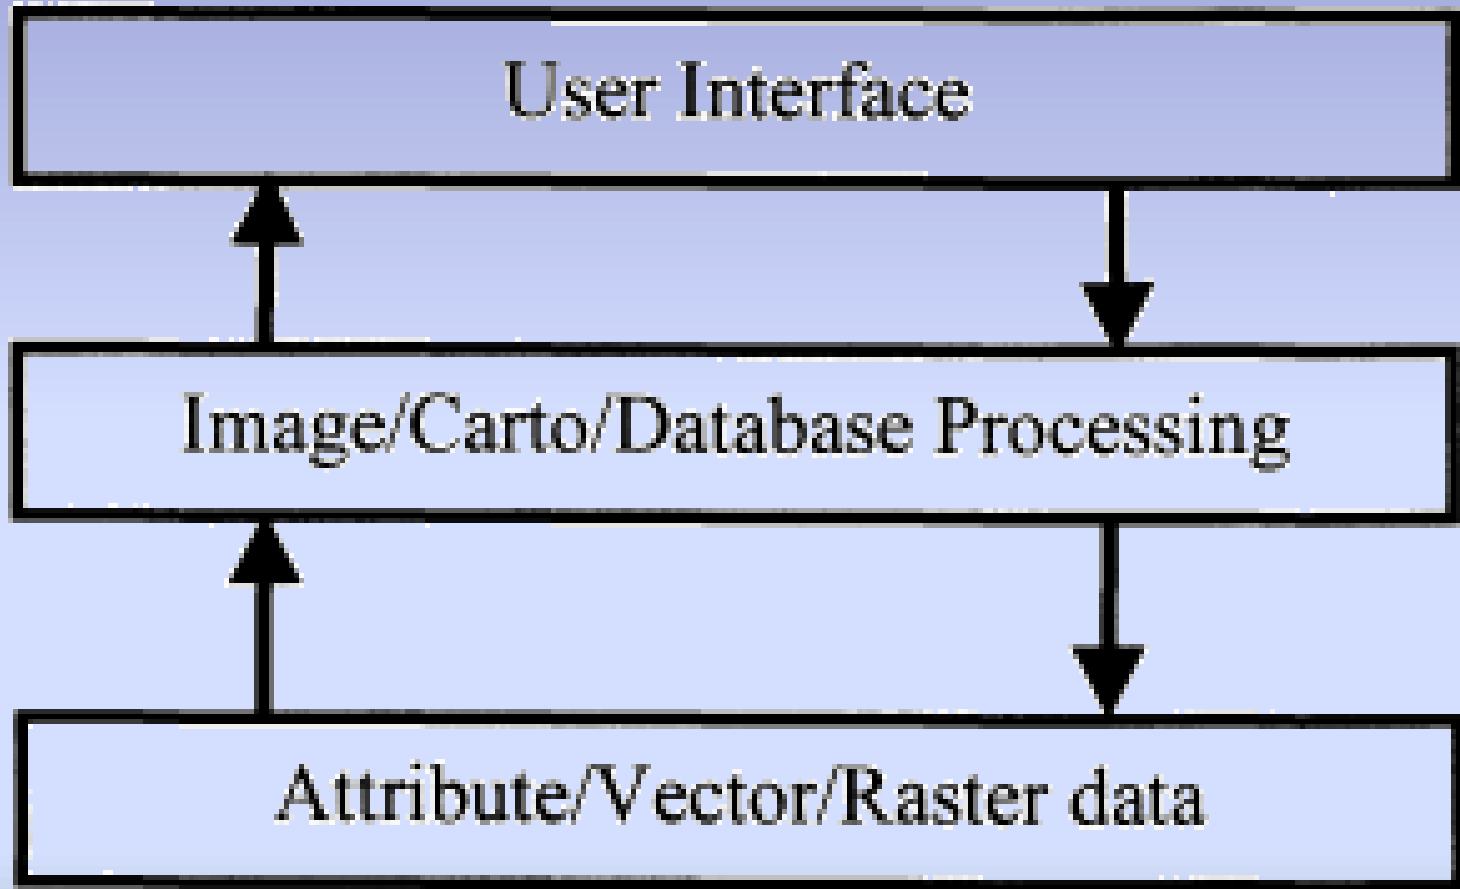 User Interface
Image/Carto/Database Processing
Attribute/Vector/Raster data